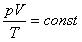 pV/T = const